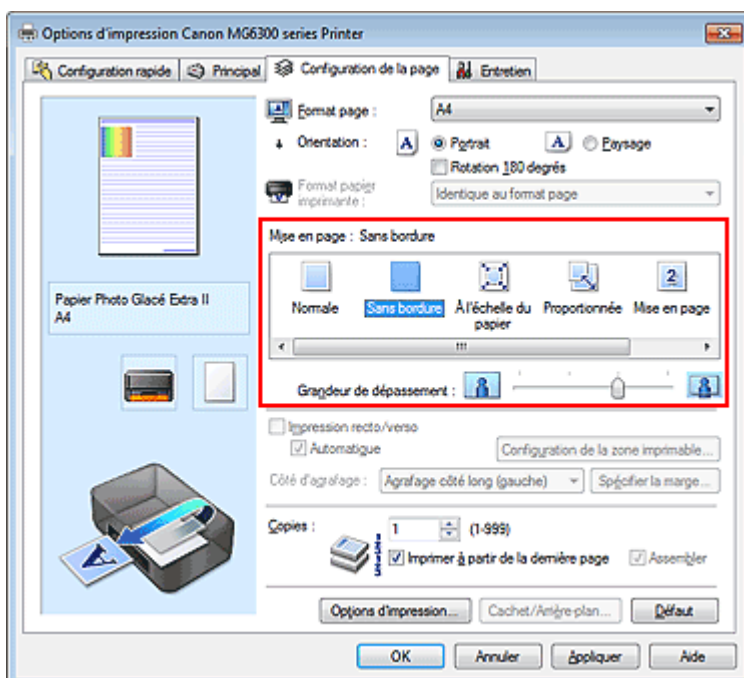 Options d'impression Canon MG6300 series Printer
Configuration rapide Principal Configuration de la page Entretien
Format page : A4
Orientation : A Portrait A Paysage
Rotation 180 degrés
Format papier imprimante : Identique au format page
Mise en page : Sans bordure
Normale Sans bordure À l'échelle du papier Proportionnée Mise en page
Papier Photo Glacé Extra II
A4
Grandeur de dépassement :
Impression recto/verso
Automatique Configuration de la zone imprimable...
Côté d'agrafage : Agrafage côté long (gauche) Spécifier la marge...
Copies : 1 (1-999)
Imprimer à partir de la dernière page Assembler
Options d'impression... Cachet/Arrière-plan... Défaut
OK Annuler Appliquer Aide